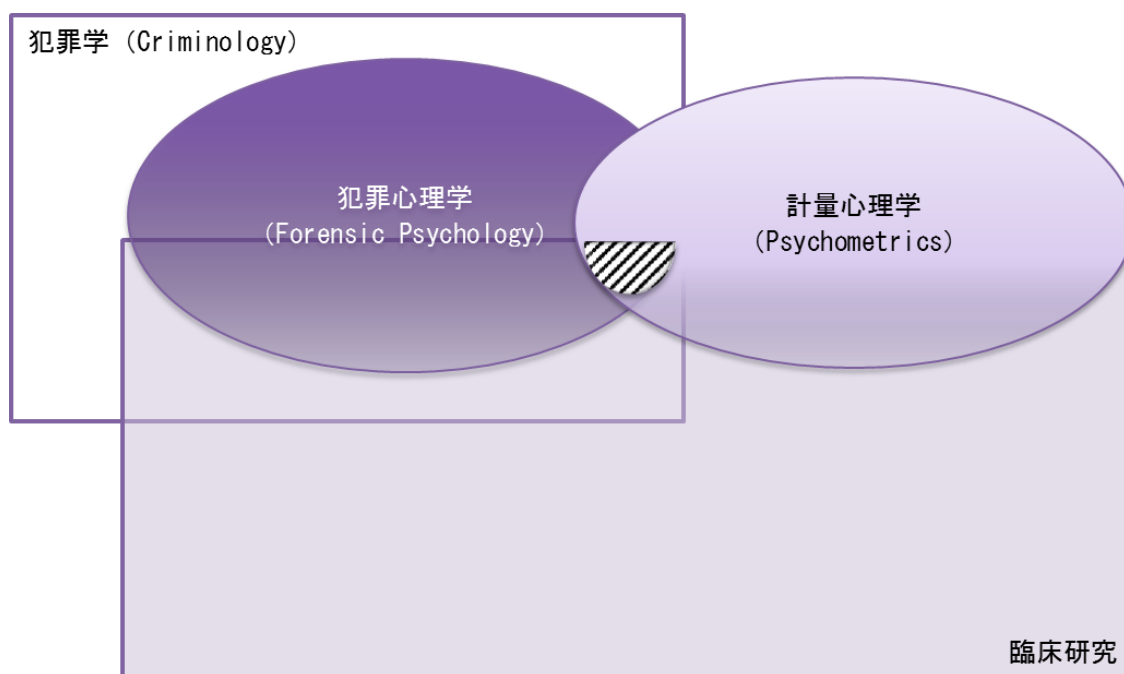 犯罪学 (Criminology)
犯罪心理学
(Forensic Psychology)
計量心理学
(Psychometrics)
臨床研究